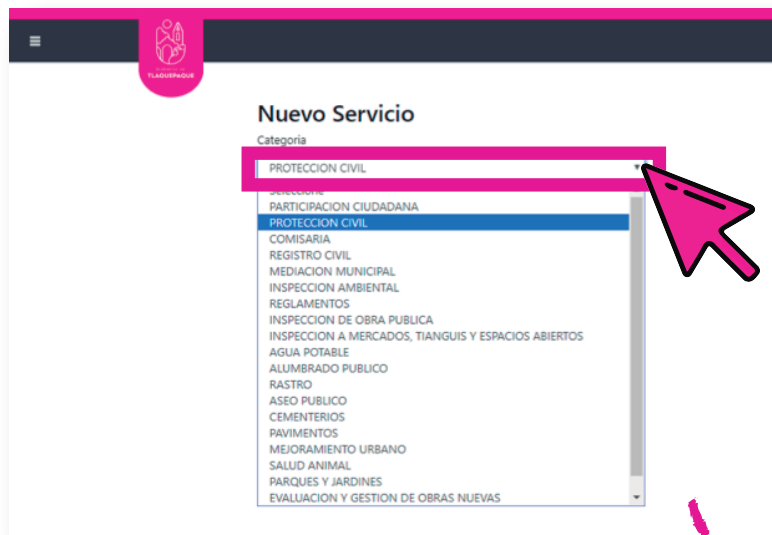 TLAQUEPAQUE
Nuevo Servicio
Categoria
PROTECCION CIVIL
Seleccione
PARTICIPACION CIUDADANA
PROTECCION CIVIL
COMISARIA
REGISTRO CIVIL
MEDIACION MUNICIPAL
INSPECCION AMBIENTAL
REGLAMENTOS
INSPECCION DE OBRA PUBLICA
INSPECCION A MERCADOS, TIANGUIS Y ESPACIOS ABIERTOS
AGUA POTABLE
ALUMBRADO PUBLICO
RASTRO
ASEO PUBLICO
CEMENTERIOS
PAVIMENTOS
MEJORAMIENTO URBANO
SALUD ANIMAL
PARQUES Y JARDINES
EVALUACION Y GESTION DE OBRAS NUEVAS